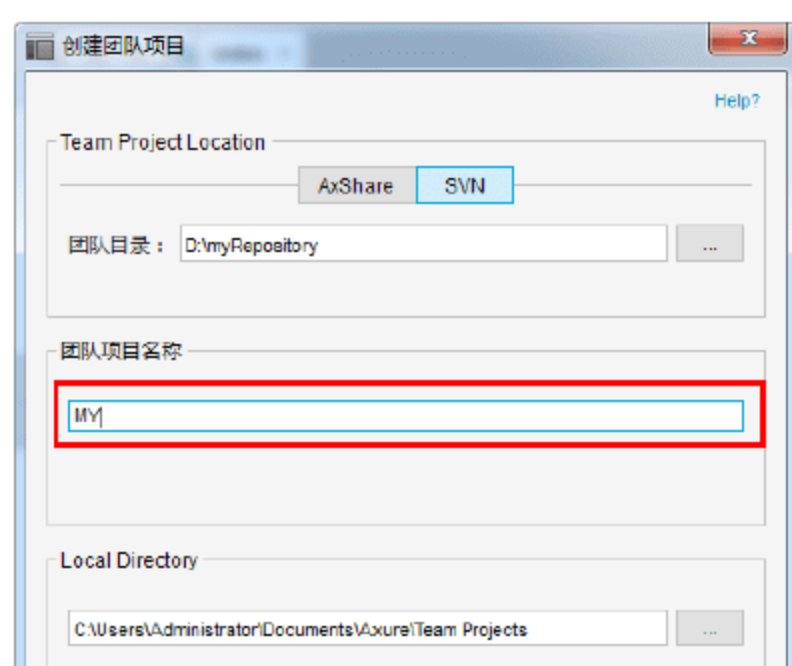 创建团队项目
Help?
Team Project Location
AxShare SVN
团队目录： D:\myRepository ...
团队项目名称
MY
Local Directory
C:\Users\Administrator\Documents\Axure\Team Projects ...